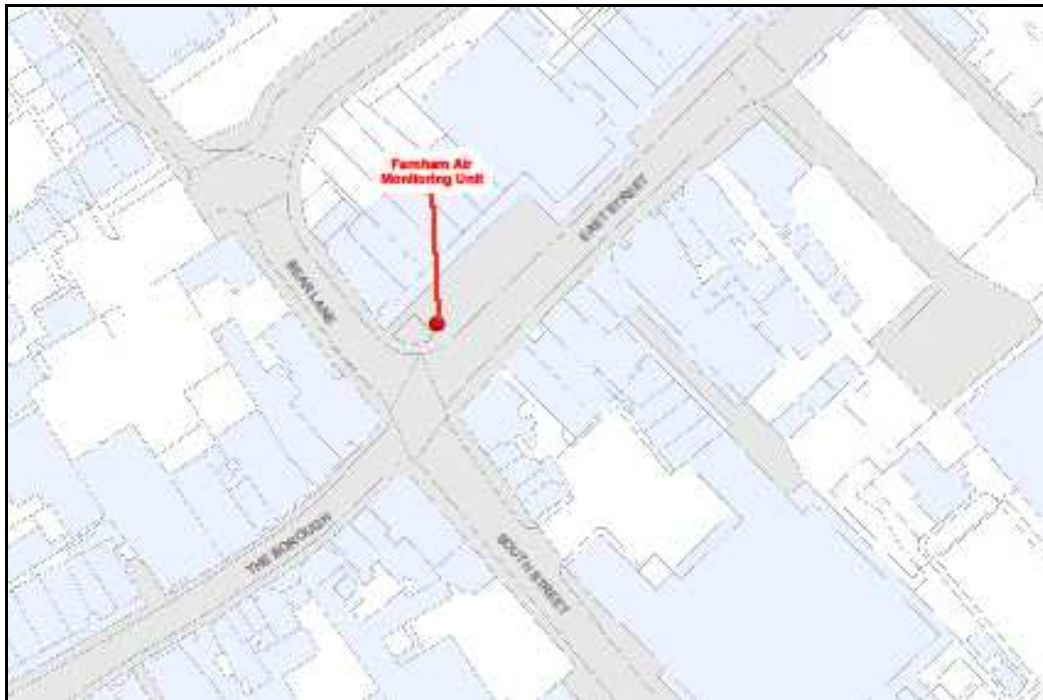 Farnham Air
Monitoring Unit
EAST STREET
BEAR LANE
THE BOROUGH
SOUTH STREET